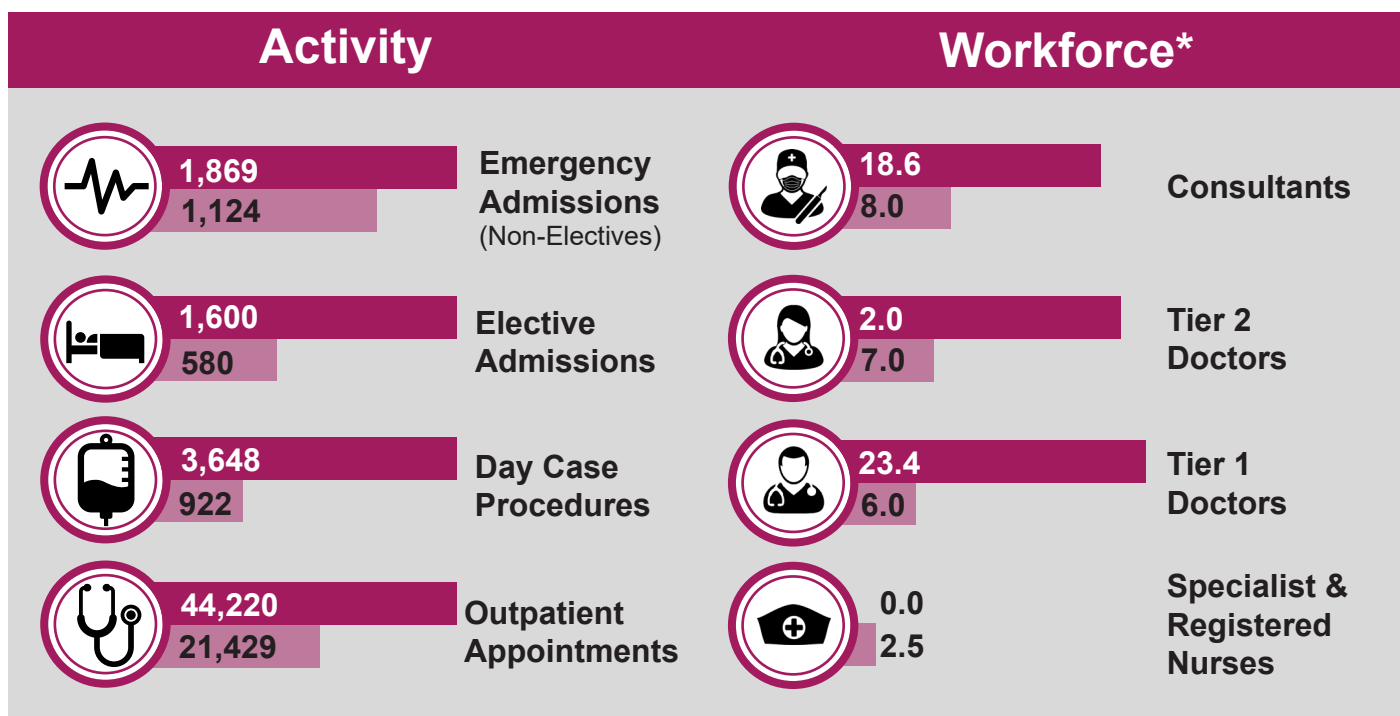 Activity
Workforce*
1,869
1,124
Emergency
Admissions
(Non-Electives)
18.6
8.0
Consultants
1,600
580
Elective
Admissions
2.0
7.0
Tier 2
Doctors
3,648
922
Day Case
Procedures
23.4
6.0
Tier 1
Doctors
44,220
21,429
Outpatient
Appointments
0.0
2.5
Specialist &
Registered
Nurses